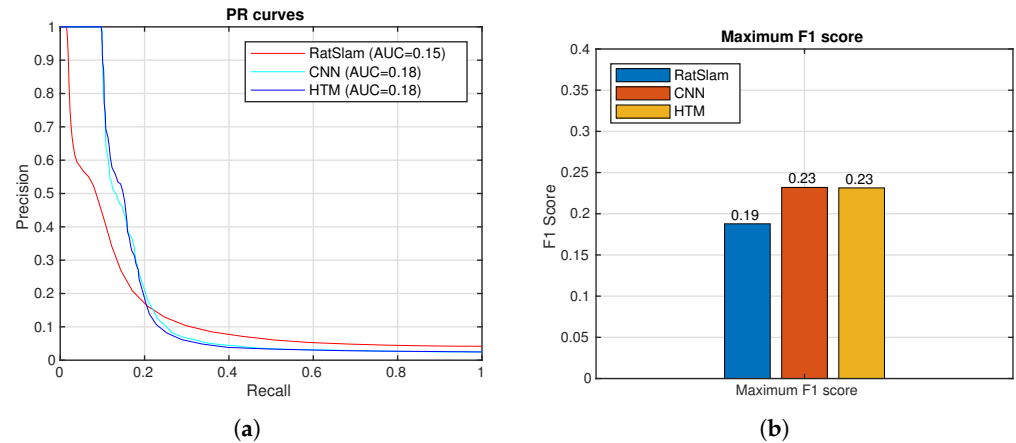 PR curves
RatSlam (AUC=0.15)
CNN (AUC=0.18)
HTM (AUC=0.18)
Precision
1
0.9
0.8
0.7
0.6
0.5
0.4
0.3
0.2
0.1
0
0 0.2 0.4 0.6 0.8 1
Recall
(a)
Maximum F1 score
RatSlam
CNN
HTM
F1 Score
0.4
0.35
0.3
0.25
0.2
0.15
0.1
0.05
0
0.19 0.23 0.23
Maximum F1 score
(b)